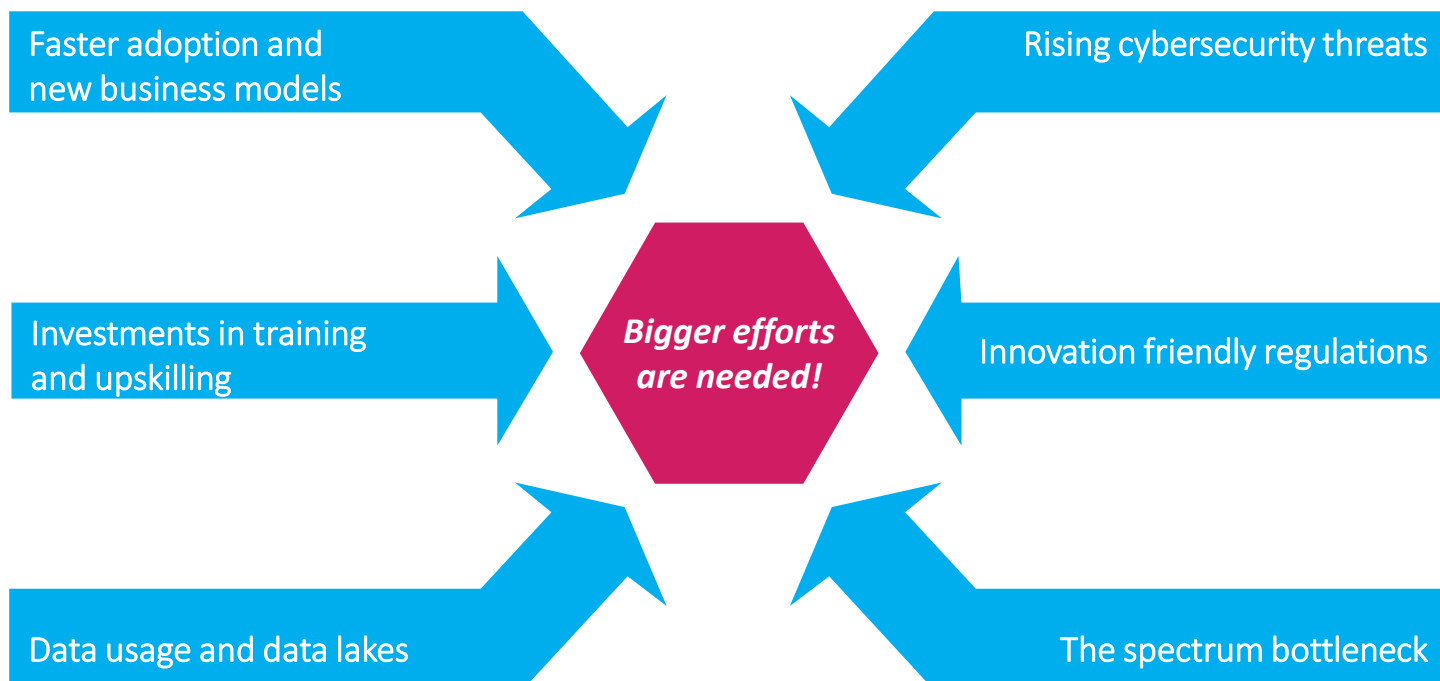 Faster adoption and
new business models
Rising cybersecurity threats
Investments in training
and upskilling
Bigger efforts
are needed!
Innovation friendly regulations
Data usage and data lakes
The spectrum bottleneck